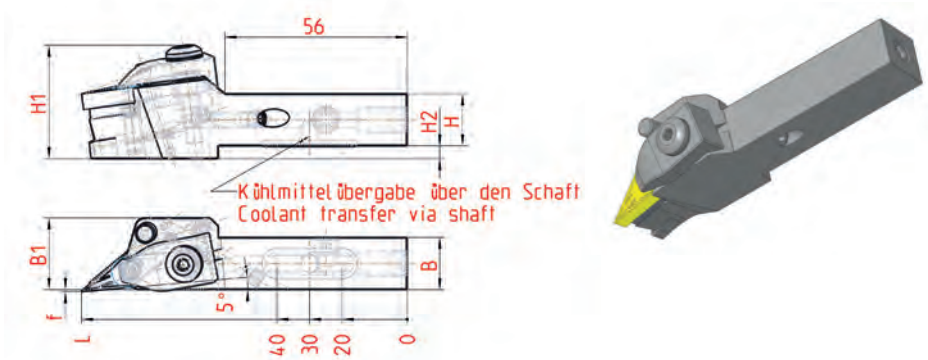 56
H1
H2
H
Kühlmittelübergabe über den Schaft
Coolant transfer via shaft
B1
B
f
5°
L
40
30
20
0